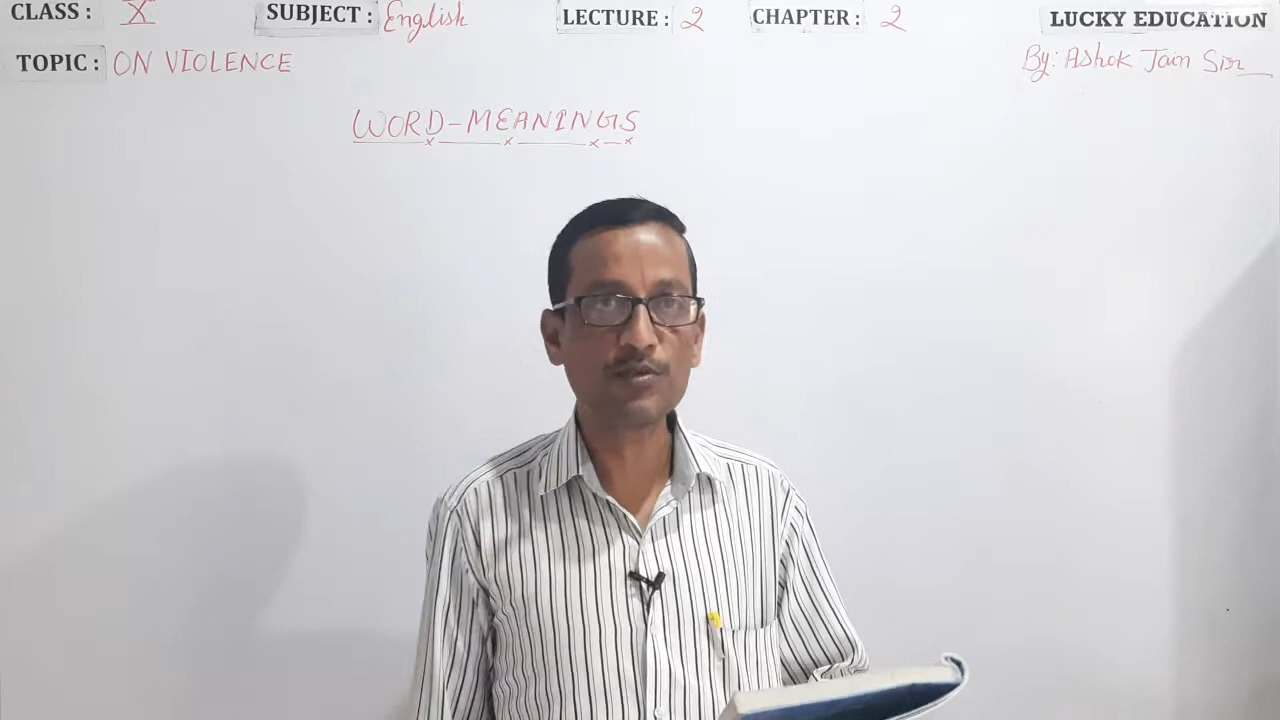 CLASS : X SUBJECT : English LECTURE : 2 CHAPTER : 2 LUCKY EDUCATION
TOPIC : ON VIOLENCE By: Ashok Jain Sir
WORD-MEANINGS